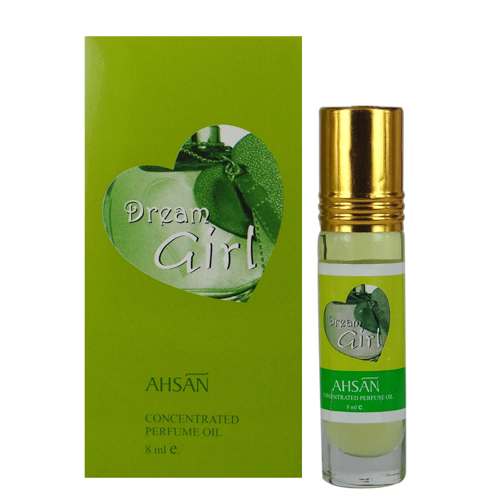 Dream
Girl
AHSAN
CONCENTRATED
PERFUME OIL
8 ml e.
Dream
Girl
AHSAN
CONCENTRATED PERFUME OIL
8 ml e.